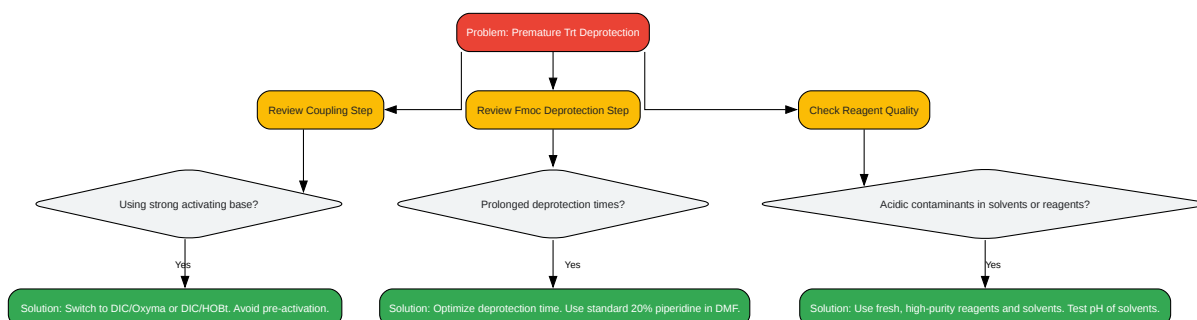 Problem: Premature Trt Deprotection
Review Coupling Step
Review Fmoc Deprotection Step
Check Reagent Quality
Using strong activating base?
Prolonged deprotection times?
Acidic contaminants in solvents or reagents?
Yes
Yes
Yes
Solution: Switch to DIC/Oxyma or DIC/HOBt. Avoid pre-activation.
Solution: Optimize deprotection time. Use standard 20% piperidine in DMF.
Solution: Use fresh, high-purity reagents and solvents. Test pH of solvents.